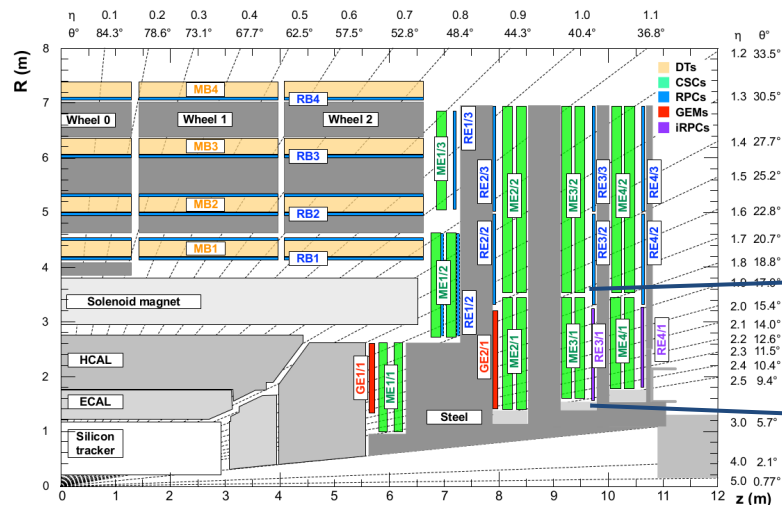 η 0.1 0.2 0.3 0.4 0.5 0.6 0.7 0.8 0.9 1.0 1.1 η θ°
θ° 84.3° 78.6° 73.1° 67.7° 62.5° 57.5° 52.8° 48.4° 44.3° 40.4° 36.8°
R (m)
8
7
6
5
4
3
2
1
0
1.2 33.5°
1.3 30.5°
1.4 27.7°
1.5 25.2°
1.6 22.8°
1.7 20.7°
1.8 18.8°
1.9 17.0°
2.0 15.4°
2.1 14.0°
2.2 12.6°
2.3 11.5°
2.4 10.4°
2.5 9.4°
3.0 5.7°
4.0 2.1°
5.0 0.77°
DTs
CSCs
RPCs
GEMs
iRPCs
MB4
RB4
Wheel 0 Wheel 1 Wheel 2
MB3
RB3
MB2
RB2
MB1
RB1
Solenoid magnet
HCAL
ECAL
Silicon
tracker
Steel
ME1/3
RE1/3
RE2/3
ME2/2
ME3/2
RE3/3
ME4/2
RE4/3
RE2/2
RE3/2
RE4/2
ME1/2
RE1/2
GE1/1
ME1/1
GE2/1
ME2/1
ME3/1
RE3/1
ME4/1
RE4/1
0 1 2 3 4 5 6 7 8 9 10 11 12
z (m)